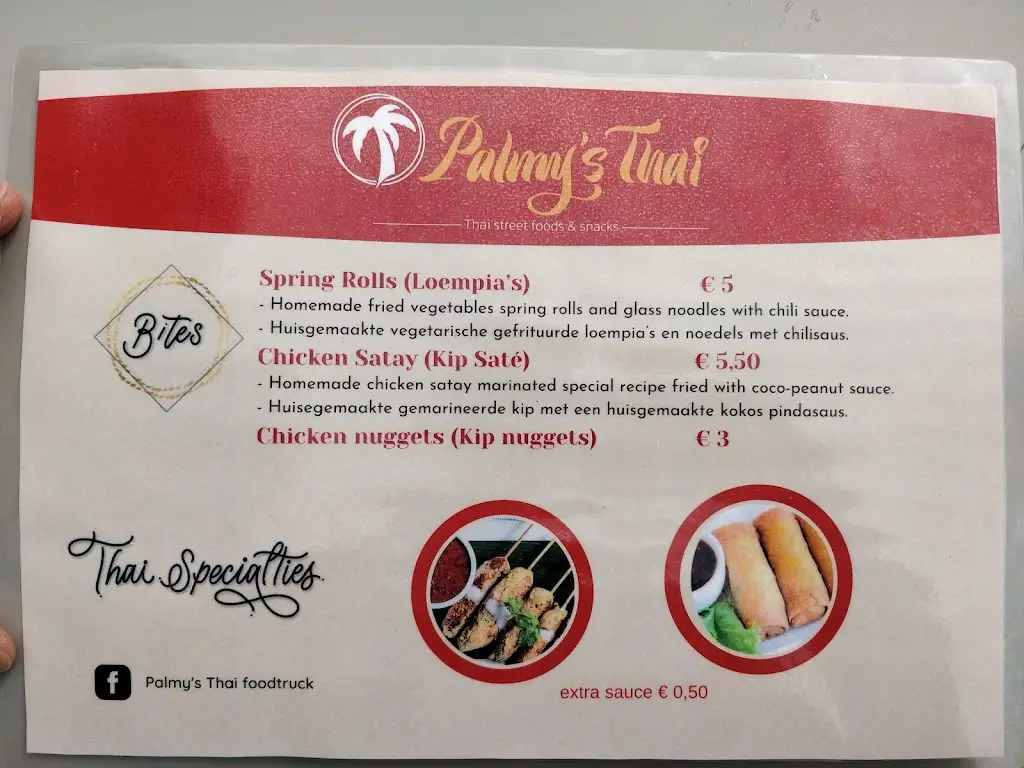 Palmy's Thai
Thai street foods & snacks
Bites
Spring Rolls (Loempia's) € 5
- Homemade fried vegetables spring rolls and glass noodles with chili sauce.
- Huisgemaakte vegetarische gefrituurde loempia's en noedels met chilisaus.
Chicken Satay (Kip Saté) € 5,50
- Homemade chicken satay marinated special recipe fried with coco-peanut sauce.
- Huisegemaakte gemarineerde kip met een huisgemaakte kokos pindasaus.
Chicken nuggets (Kip nuggets) € 3
Thai Specialties.
f Palmy's Thai foodtruck
extra sauce € 0,50